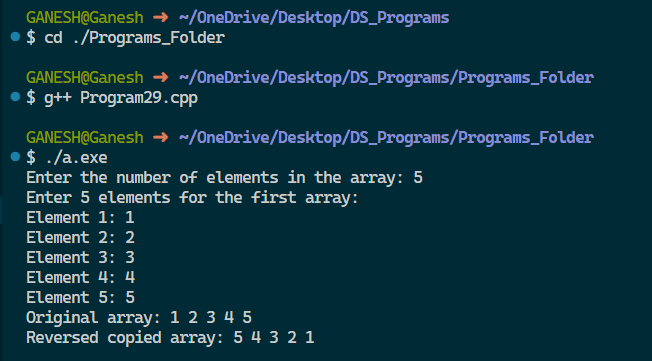 GANESH@Ganesh ➜ ~/OneDrive/Desktop/DS_Programs
$ cd ./Programs_Folder
GANESH@Ganesh ➜ ~/OneDrive/Desktop/DS_Programs/Programs_Folder
$ g++ Program29.cpp
GANESH@Ganesh ➜ ~/OneDrive/Desktop/DS_Programs/Programs_Folder
$ ./a.exe
Enter the number of elements in the array: 5
Enter 5 elements for the first array:
Element 1: 1
Element 2: 2
Element 3: 3
Element 4: 4
Element 5: 5
Original array: 1 2 3 4 5
Reversed copied array: 5 4 3 2 1